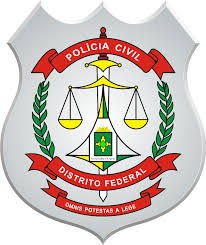 POLÍCIA CIVIL
DISTRITO FEDERAL
OMNIS POTESTAS A LEGE